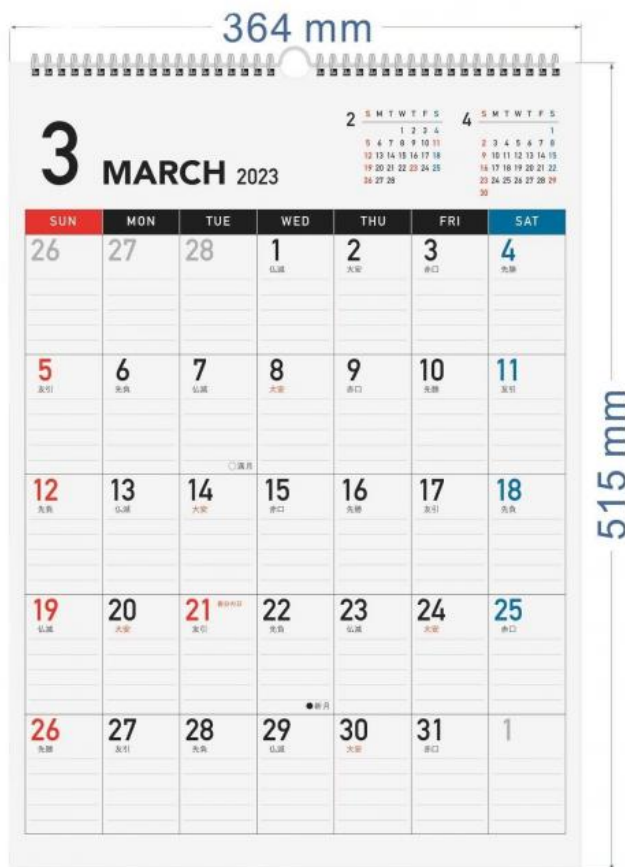 364 mm
515 mm
3 MARCH 2023
2
S M T W T F S
1 2 3 4
5 6 7 8 9 10 11
12 13 14 15 16 17 18
19 20 21 22 23 24 25
26 27 28
4
S M T W T F S
1
2 3 4 5 6 7 8
9 10 11 12 13 14 15
16 17 18 19 20 21 22
23 24 25 26 27 28 29
30
SUN MON TUE WED THU FRI SAT
26 27 28 1 2 3 4
仏滅 大安 赤口 先勝
5 6 7 8 9 10 11
友引 先負 仏滅 大安 赤口 先勝 友引
満月
12 13 14 15 16 17 18
先負 仏滅 大安 赤口 先勝 友引 先負
19 20 21 春分の日 22 23 24 25
仏滅 大安 友引 先負 仏滅 大安 赤口
新月
26 27 28 29 30 31 1
先勝 友引 先負 仏滅 大安 赤口